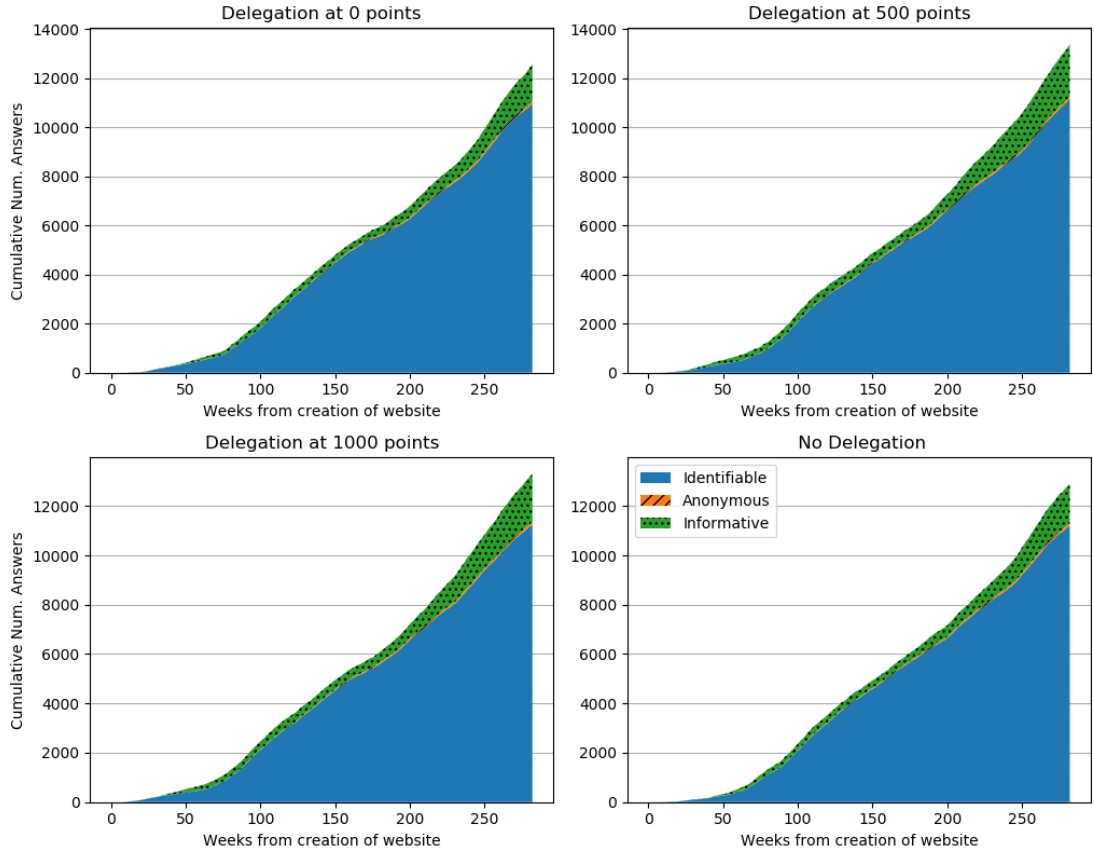 Delegation at 0 points
14000
12000
10000
8000
6000
4000
2000
0
Cumulative Num. Answers
0 50 100 150 200 250
Weeks from creation of website
Delegation at 500 points
14000
12000
10000
8000
6000
4000
2000
0
0 50 100 150 200 250
Weeks from creation of website
Delegation at 1000 points
12000
10000
8000
6000
4000
2000
0
Cumulative Num. Answers
0 50 100 150 200 250
Weeks from creation of website
No Delegation
Identifiable
Anonymous
Informative
12000
10000
8000
6000
4000
2000
0
0 50 100 150 200 250
Weeks from creation of website